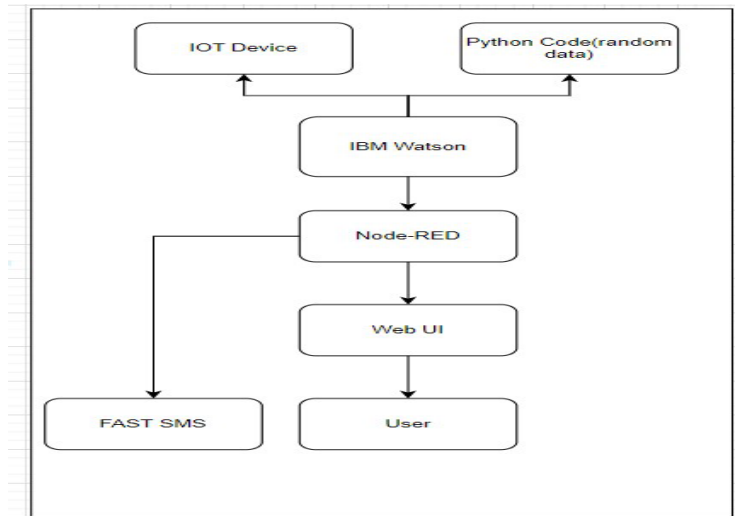 IOT Device
Python Code(random
data)
IBM Watson
Node-RED
Web UI
FAST SMS
User